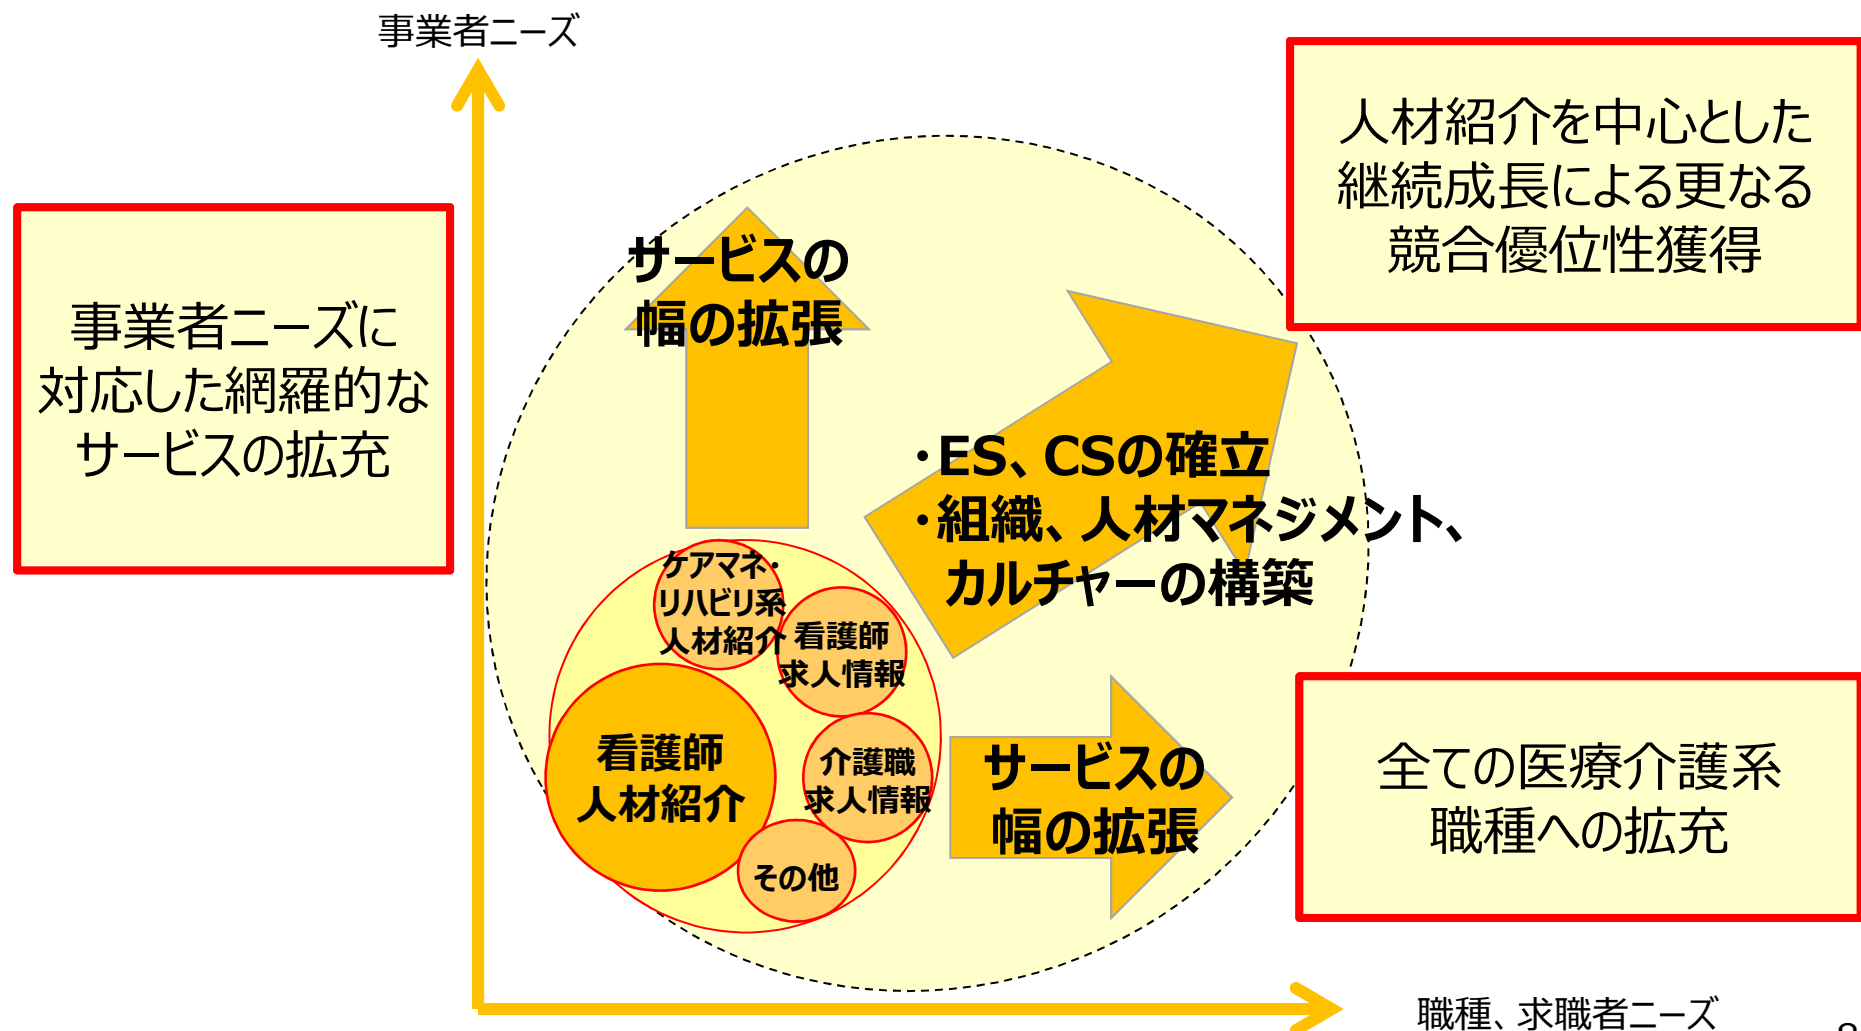 事業者ニーズ
人材紹介を中心とした
継続成長による更なる
競合優位性獲得
事業者ニーズに
対応した網羅的な
サービスの拡充
サービスの
幅の拡張
・ES、CSの確立
・組織、人材マネジメント、
カルチャーの構築
ケアマネ・
リハビリ系
人材紹介
看護師
求人情報
看護師
人材紹介
介護職
求人情報
その他
サービスの
幅の拡張
全ての医療介護系
職種への拡充
職種、求職者ニーズ